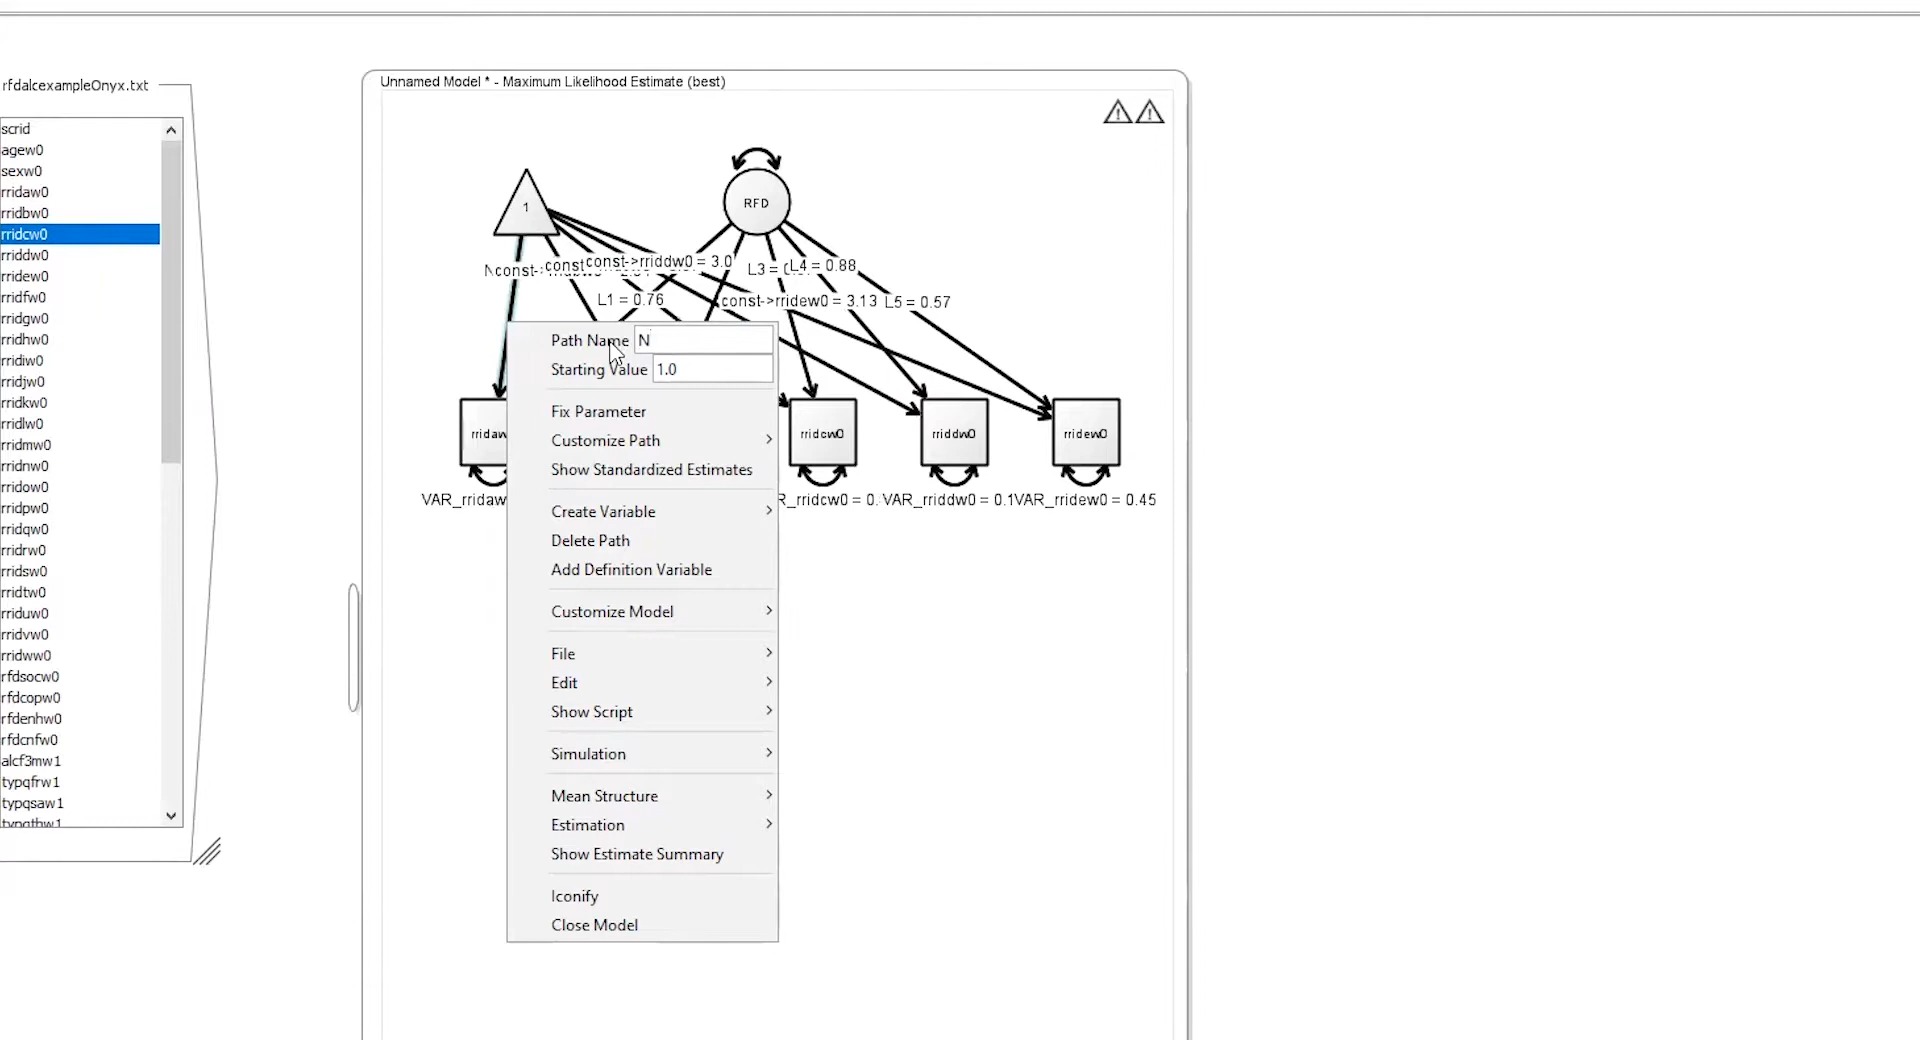 rfdalcexampleOnyx.txt
scrid
agew0
sexw0
rridaw0
rridbw0
rridcw0
rriddw0
rridew0
rridfw0
rridgw0
rridhw0
rridiw0
rridjw0
rridkw0
rridlw0
rridmw0
rridnw0
rridow0
rridpw0
rridqw0
rridrw0
rridsw0
rridtw0
rriduw0
rridvw0
rridww0
rfdsocw0
rfdcopw0
rfdenhw0
rfdcnfw0
alcf3mw1
typqfrw1
typqsaw1
Unnamed Model * - Maximum Likelihood Estimate (best)
1
RFD
const->rriddw0 = 3.0
L3 =
L4 = 0.88
L1 = 0.76
const->rridew0 = 3.13
L5 = 0.57
rridaw
rridcw0
rriddw0
rridew0
VAR_rridaw
R_rridcw0 = 0.
VAR_rriddw0 = 0.1
VAR_rridew0 = 0.45
Path Name N
Starting Value 1.0
Fix Parameter
Customize Path
Show Standardized Estimates
Create Variable
Delete Path
Add Definition Variable
Customize Model
File
Edit
Show Script
Simulation
Mean Structure
Estimation
Show Estimate Summary
Iconify
Close Model